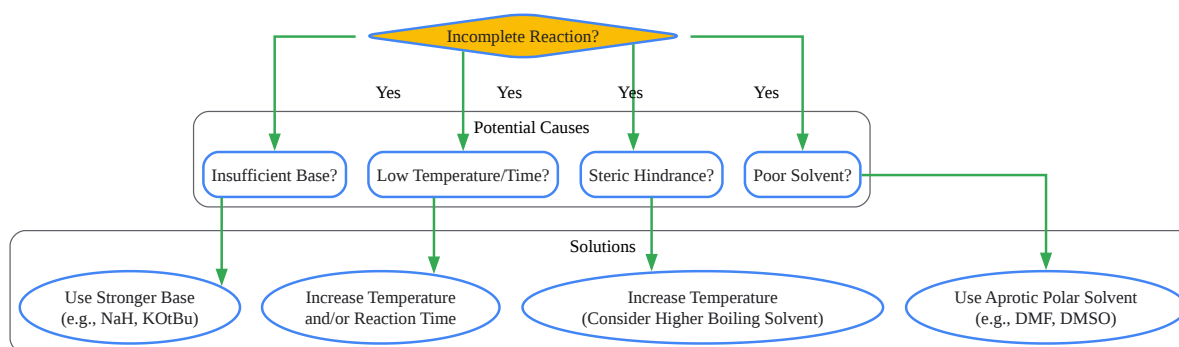 Incomplete Reaction?
Yes
Yes
Yes
Yes
Potential Causes
Insufficient Base?
Low Temperature/Time?
Steric Hindrance?
Poor Solvent?
Solutions
Use Stronger Base
(e.g., NaH, KOtBu)
Increase Temperature
and/or Reaction Time
Increase Temperature
(Consider Higher Boiling Solvent)
Use Aprotic Polar Solvent
(e.g., DMF, DMSO)